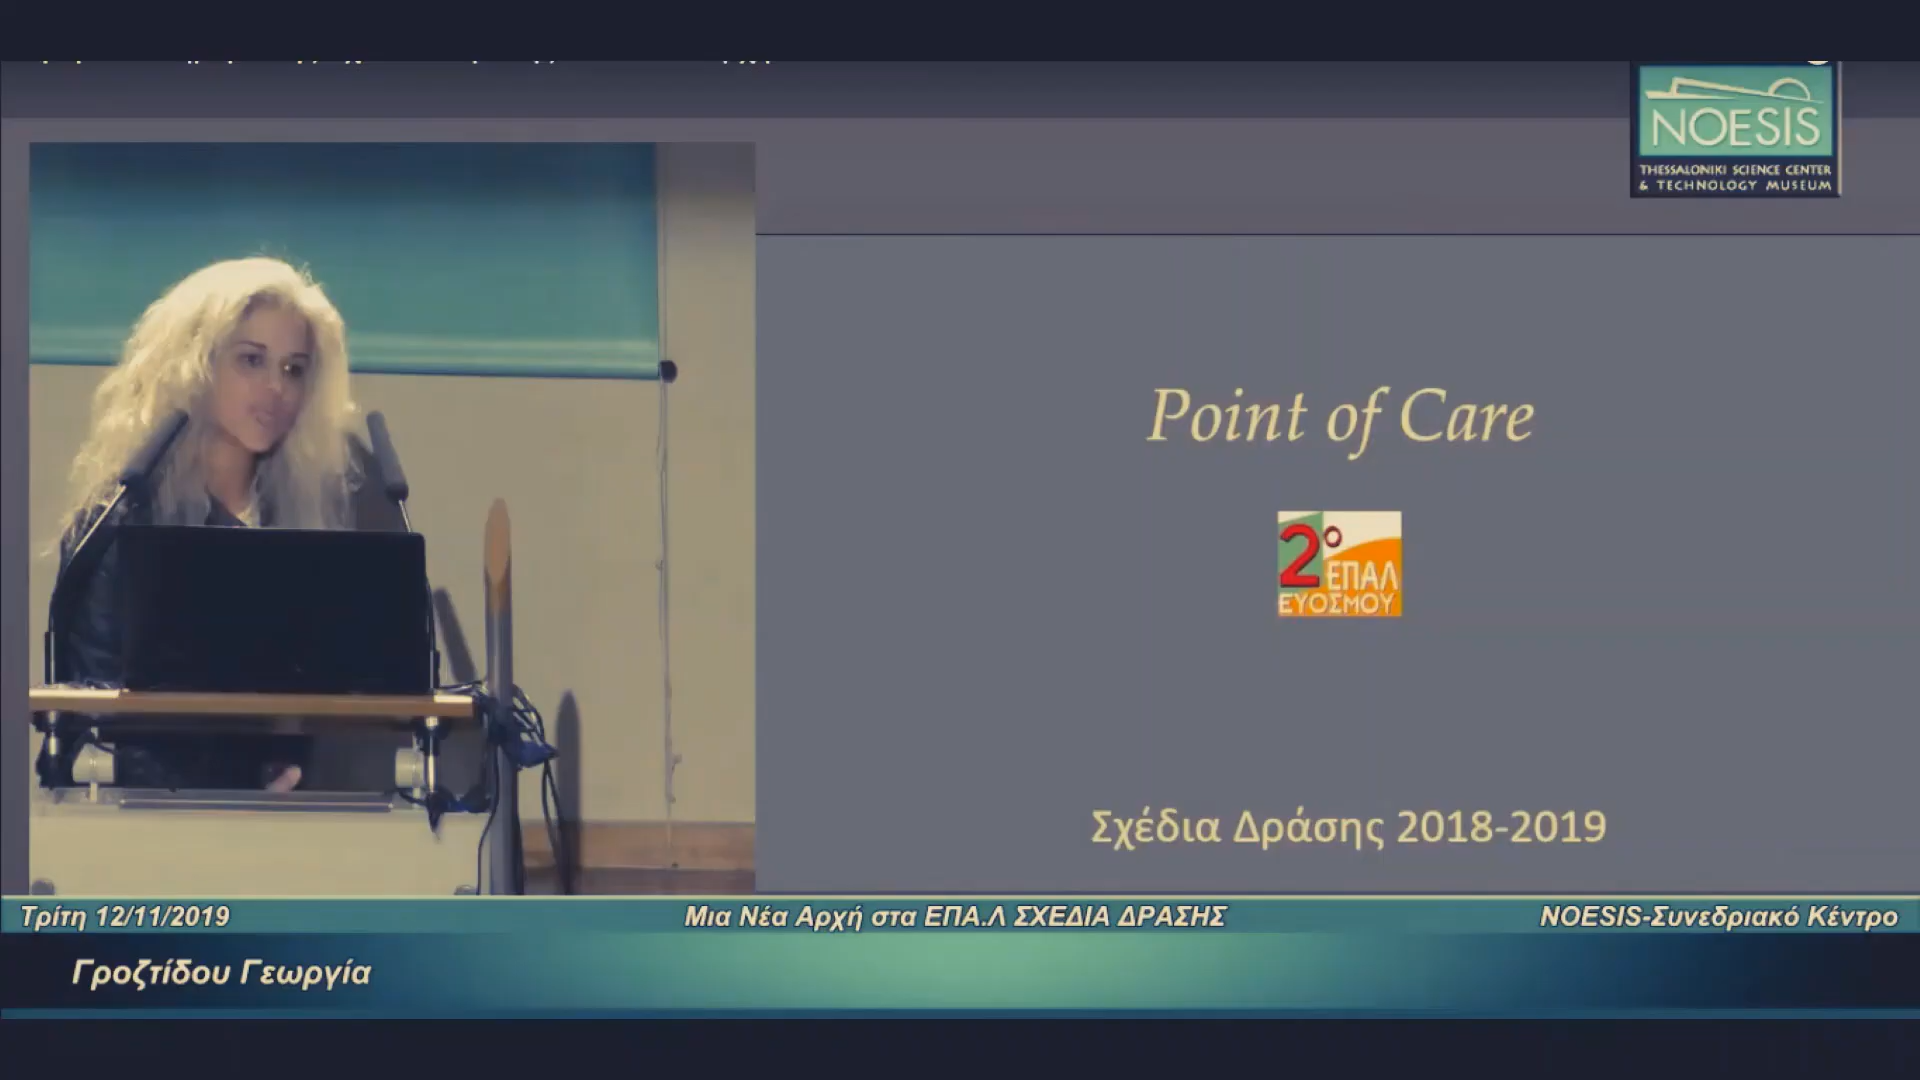 NOESIS
THESSALONIKI SCIENCE CENTER
& TECHNOLOGY MUSEUM
Point of Care
2ο
ΕΠΑΛ
ΕΥΟΣΜΟΥ
Σχέδια Δράσης 2018-2019
Τρίτη 12/11/2019
Μια Νέα Αρχή στα ΕΠΑ.Λ ΣΧΕΔΙΑ ΔΡΑΣΗΣ
NOESIS-Συνεδριακό Κέντρο
Γροζτίδου Γεωργία